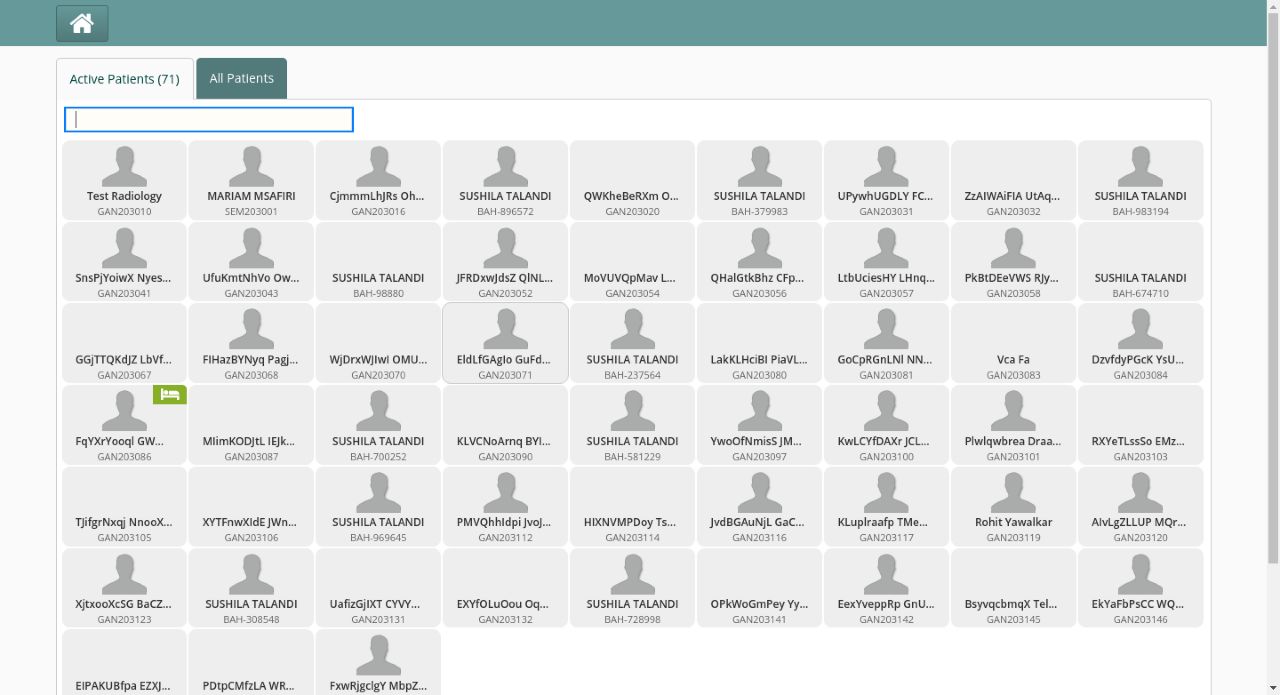 Active Patients (71)
All Patients
Test Radiology
GAN203010
MARIAM MSAFIRI
SEM203001
CjmmmLhJRs Oh...
GAN203016
SUSHILA TALANDI
BAH-896572
QWKheBeRXm O...
GAN203020
SUSHILA TALANDI
BAH-379983
UPywhUGDLY FC...
GAN203031
ZzAIWAiFIA UtAq...
GAN203032
SUSHILA TALANDI
BAH-983194
SnsPjYoiwX Nyes...
GAN203041
UfuKmtNhVo Ow...
GAN203043
SUSHILA TALANDI
BAH-98880
JFRDxwJdsZ QlNL...
GAN203052
MoVUVQpMav L...
GAN203054
QHalGtkBhz CFp...
GAN203056
LtbUciesHY LHnq...
GAN203057
PkBtDEeVWS RJy...
GAN203058
SUSHILA TALANDI
BAH-674710
GGjTTQKdJZ LbVf...
GAN203067
FIHazBYNyq Pagj...
GAN203068
WjDrxWJIwI OMU...
GAN203070
EldLfGAgIo GuFd...
GAN203071
SUSHILA TALANDI
BAH-237564
LakKLHciBI PiaVL...
GAN203080
GoCpRGnLNl NN...
GAN203081
Vca Fa
GAN203083
DzvfdyPGcK YsU...
GAN203084
FqYXrYooql GW...
GAN203086
MIimKODJtL IEJk...
GAN203087
SUSHILA TALANDI
BAH-700252
KLVCNoArnq BYI...
GAN203090
SUSHILA TALANDI
BAH-581229
YwoOfNmisS JM...
GAN203097
KwLCYfDAXr JCL...
GAN203100
Plwlqwbrea Draa...
GAN203101
RXYeTLssSo EMz...
GAN203103
TJifgrNxqj NnooX...
GAN203105
XYTFnwXIdE JWn...
GAN203106
SUSHILA TALANDI
BAH-969645
PMVQhhIdpi JvoJ...
GAN203112
HIXNVMPDoy Ts...
GAN203114
JvdBGAuNjL GaC...
GAN203116
KLuplraafp TMe...
GAN203117
Rohit Yawalkar
GAN203119
AIvLgZLLUP MQr...
GAN203120
XjtxooXcSG BaCZ...
GAN203123
SUSHILA TALANDI
BAH-308548
UafizGjIXT CYVY...
GAN203131
EXYfOLuOou Oq...
GAN203132
SUSHILA TALANDI
BAH-728998
OPkWoGmPey Yy...
GAN203141
EexYveppRp GnU...
GAN203142
BsyvqcbmqX Tel...
GAN203145
EkYaFbPsCC WQ...
GAN203146
EIPAKUBfpa EZXJ...
PDtpCMfzLA WR...
FxwRjgclgY MbpZ...